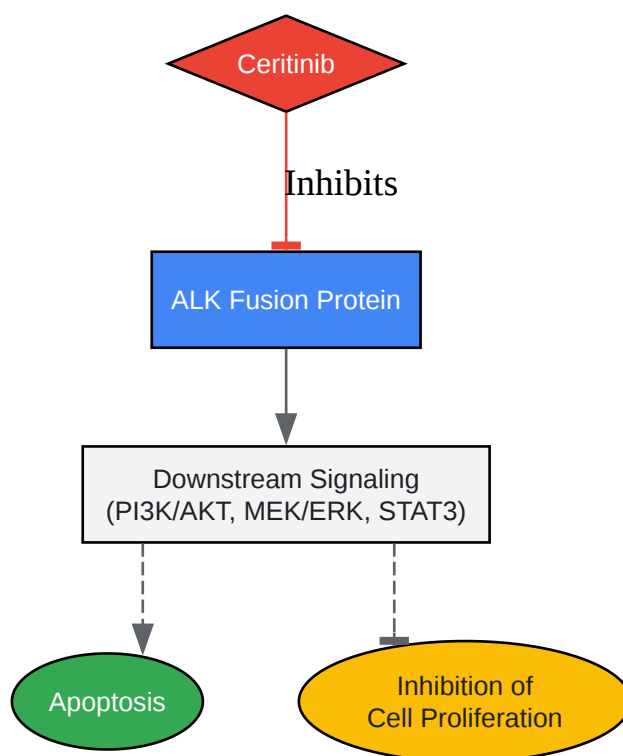 Ceritinib
Inhibits
ALK Fusion Protein
Downstream Signaling
(PI3K/AKT, MEK/ERK, STAT3)
Apoptosis
Inhibition of
Cell Proliferation